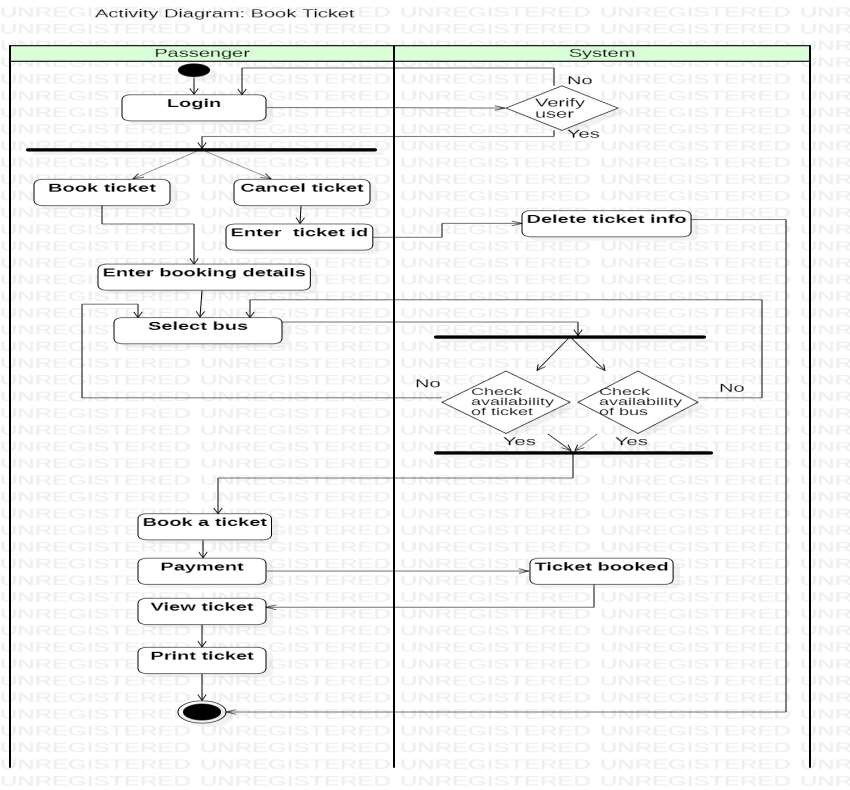 Activity Diagram: Book Ticket
Passenger
System
No
Login
Verify
user
Yes
Book ticket
Cancel ticket
Enter  ticket id
Delete ticket info
Enter booking details
Select bus
No
Check
availability
of ticket
Check
availability
of bus
No
Yes
Yes
Book a ticket
Payment
Ticket booked
View ticket
Print ticket
UNREGISTERED